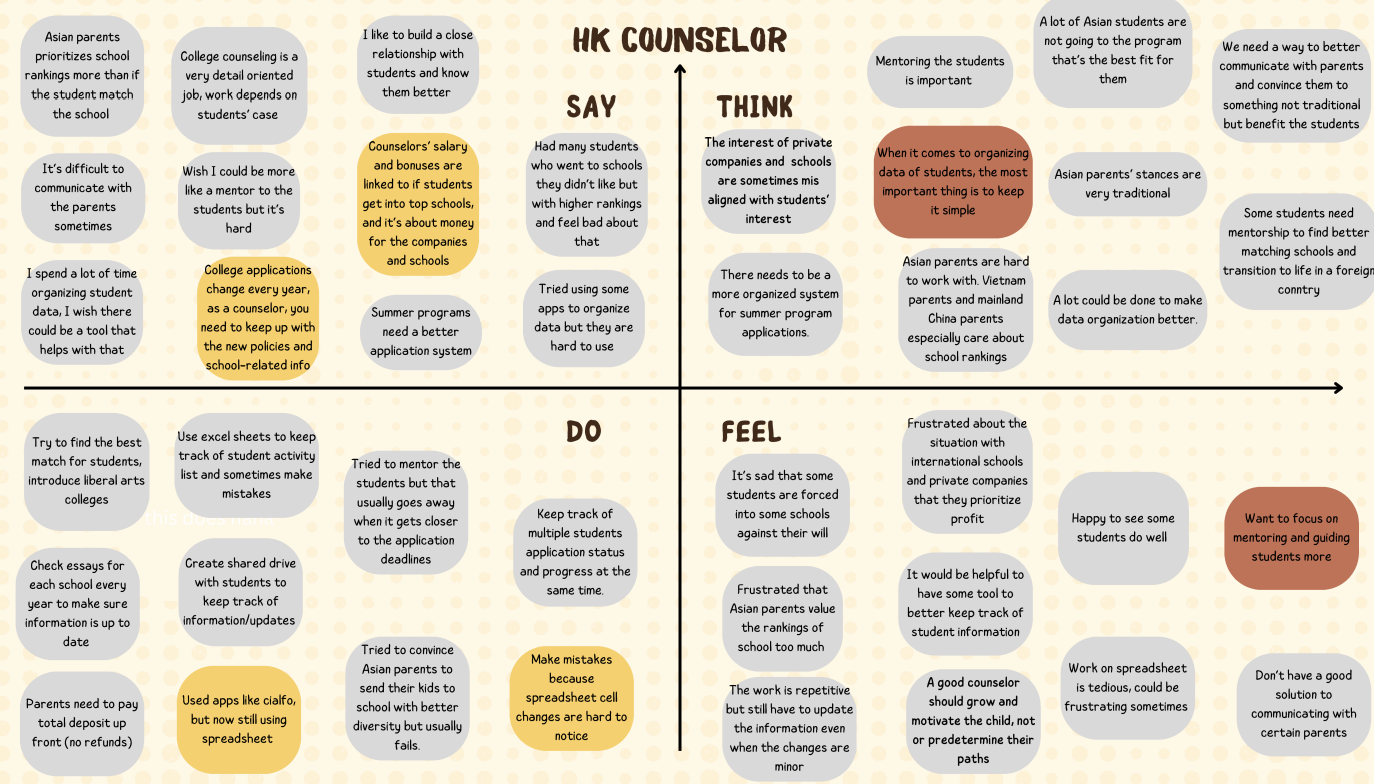 HK COUNSELOR
SAY
Asian parents
prioritizes school
rankings more than if
the student match
the school
College counseling is a
very detail oriented
job, work depends on
students' case
I like to build a close
relationship with
students and know
them better
It's difficult to
communicate with
the parents
sometimes
Wish I could be more
like a mentor to the
students but it's
hard
Counselors' salary
and bonuses are
linked to if students
get into top schools,
and it's about money
for the companies
and schools
Had many students
who went to schools
they didn't like but
with higher rankings
and feel bad about
that
I spend a lot of time
organizing student
data, I wish there
could be a tool that
helps with that
College applications
change every year,
as a counselor, you
need to keep up with
the new policies and
school-related info
Summer programs
need a better
application system
Tried using some
apps to organize
data but they are
hard to use
THINK
Mentoring the students
is important
A lot of Asian students are
not going to the program
that's the best fit for
them
We need a way to better
communicate with parents
and convince them to
something not traditional
but benefit the students
The interest of private
companies and schools
are sometimes mis
aligned with students'
interest
When it comes to organizing
data of students, the most
important thing is to keep
it simple
Asian parents' stances are
very traditional
Some students need
mentorship to find better
matching schools and
transition to life in a foreign
conntry
There needs to be a
more organized system
for summer program
applications.
Asian parents are hard
to work with. Vietnam
parents and mainland
China parents
especially care about
school rankings
A lot could be done to make
data organization better.
DO
Try to find the best
match for students,
introduce liberal arts
colleges
Use excel sheets to keep
track of student activity
list and sometimes make
mistakes
this does
Tried to mentor the
students but that
usually goes away
when it gets closer
to the application
deadlines
Keep track of
multiple students
application status
and progress at the
same time.
Check essays for
each school every
year to make sure
information is up to
date
Create shared drive
with students to
keep track of
information/updates
Parents need to pay
total deposit up
front (no refunds)
Used apps like cialfo,
but now still using
spreadsheet
Tried to convince
Asian parents to
send their kids to
school with better
diversity but usually
fails.
Make mistakes
because
spreadsheet cell
changes are hard to
notice
FEEL
It's sad that some
students are forced
into some schools
against their will
Frustrated about the
situation with
international schools
and private companies
that they prioritize
profit
Happy to see some
students do well
Want to focus on
mentoring and guiding
students more
Frustrated that
Asian parents value
the rankings of
school too much
It would be helpful to
have some tool to
better keep track of
student information
The work is repetitive
but still have to update
the information even
when the changes are
minor
A good counselor
should grow and
motivate the child, not
or predetermine their
paths
Work on spreadsheet
is tedious, could be
frustrating sometimes
Don't have a good
solution to
communicating with
certain parents